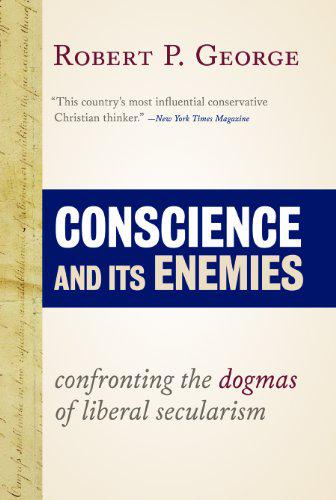 ROBERT P. GEORGE
“This country’s most influential conservative
Christian thinker.” —New York Times Magazine
CONSCIENCE
AND ITS ENEMIES
confronting the dogmas
of liberal secularism